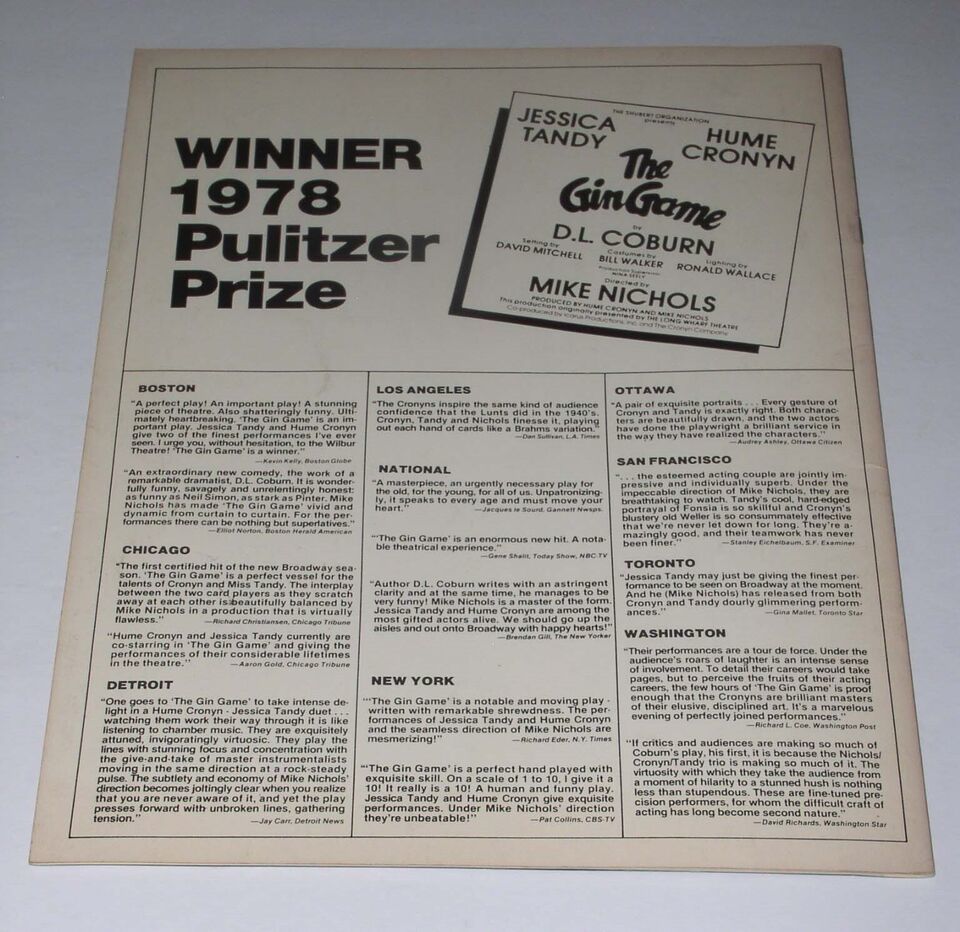 WINNER
1978
Pulitzer
Prize
THE SHUBERT ORGANIZATION
presents
JESSICA
TANDY
HUME
CRONYN
The
Gin Game
by
D.L. COBURN
Setting by
DAVID MITCHELL
Costumes by
BILL WALKER
Lighting by
RONALD WALLACE
Production Supervisor
NINA SEELY
Directed by
MIKE NICHOLS
PRODUCED BY HUME CRONYN AND MIKE NICHOLS
This production originally presented by THE LONG WHARF THEATRE
Co-produced by Icarus Productions, Inc. and The Cronyn Company
BOSTON
"A perfect play! An important play! A stunning
piece of theatre. Also shatteringly funny. Ulti-
mately heartbreaking. 'The Gin Game' is an im-
portant play. Jessica Tandy and Hume Cronyn
give two of the finest performances I've ever
seen. I urge you, without hesitation, to the Wilbur
Theatre! 'The Gin Game' is a winner."
—Kevin Kelly, Boston Globe
"An extraordinary new comedy, the work of a
remarkable dramatist, D.L. Coburn. It is wonder-
fully funny, savagely and unrelentingly honest:
as funny as Neil Simon, as stark as Pinter. Mike
Nichols has made 'The Gin Game' vivid and
dynamic from curtain to curtain. For the per-
formances there can be nothing but superlatives."
—Elliot Norton, Boston Herald American
CHICAGO
"The first certified hit of the new Broadway sea-
son. 'The Gin Game' is a perfect vessel for the
talents of Cronyn and Miss Tandy. The interplay
between the two card players as they scratch
away at each other is beautifully balanced by
Mike Nichols in a production that is virtually
flawless."
—Richard Christiansen, Chicago Tribune
"Hume Cronyn and Jessica Tandy currently are
co-starring in 'The Gin Game' and giving the
performances of their considerable lifetimes
in the theatre."
—Aaron Gold, Chicago Tribune
DETROIT
"One goes to 'The Gin Game' to take intense de-
light in a Hume Cronyn - Jessica Tandy duet . . .
watching them work their way through it is like
listening to chamber music. They are exquisitely
attuned, invigoratingly virtuosic. They play the
lines with stunning focus and concentration with
the give-and-take of master instrumentalists
moving in the same direction at a rock-steady
pulse. The subtlety and economy of Mike Nichols'
direction becomes joltingly clear when you realize
that you are never aware of it, and yet the play
presses forward with unbroken lines, gathering
tension."
—Jay Carr, Detroit News
LOS ANGELES
"The Cronyns inspire the same kind of audience
confidence that the Lunts did in the 1940's.
Cronyn, Tandy and Nichols finesse it, playing
out each hand of cards like a Brahms variation."
—Dan Sullivan, L.A. Times
NATIONAL
"A masterpiece, an urgently necessary play for
the old, for the young, for all of us. Unpatronizing-
ly, it speaks to every age and must move your
heart."
—Jacques le Sourd, Gannett Nwsps.
"'The Gin Game' is an enormous new hit. A nota-
ble theatrical experience."
—Gene Shalit, Today Show, NBC-TV
"Author D.L. Coburn writes with an astringent
clarity and at the same time, he manages to be
very funny! Mike Nichols is a master of the form.
Jessica Tandy and Hume Cronyn are among the
most gifted actors alive. We should go up the
aisles and out onto Broadway with happy hearts!"
—Brendan Gill, The New Yorker
NEW YORK
"'The Gin Game' is a notable and moving play -
written with remarkable shrewdness. The per-
formances of Jessica Tandy and Hume Cronyn
and the seamless direction of Mike Nichols are
mesmerizing!"
—Richard Eder, N.Y. Times
"'The Gin Game' is a perfect hand played with
exquisite skill. On a scale of 1 to 10, I give it a
10! It really is a 10! A human and funny play.
Jessica Tandy and Hume Cronyn give exquisite
performances. Under Mike Nichols' direction
they're unbeatable!"
—Pat Collins, CBS-TV
OTTAWA
"A pair of exquisite portraits . . . Every gesture of
Cronyn and Tandy is exactly right. Both charac-
ters are beautifully drawn, and the two actors
have done the playwright a brilliant service in
the way they have realized the characters."
—Audrey Ashley, Ottawa Citizen
SAN FRANCISCO
". . . the esteemed acting couple are jointly im-
pressive and individually superb. Under the
impeccable direction of Mike Nichols, they are
breathtaking to watch. Tandy's cool, hard-edged
portrayal of Fonsia is so skillful and Cronyn's
blustery old Weller is so consummately effective
that we're never let down for long. They're a-
mazingly good, and their teamwork has never
been finer."
—Stanley Eichelbaum, S.F. Examiner
TORONTO
"Jessica Tandy may just be giving the finest per-
formance to be seen on Broadway at the moment.
And he (Mike Nichols) has released from both
Cronyn and Tandy dourly glimmering perform-
ances."
—Gina Mallet, Toronto Star
WASHINGTON
"Their performances are a tour de force. Under the
audience's roars of laughter is an intense sense
of involvement. To detail their careers would take
pages, but to perceive the fruits of their acting
careers, the few hours of 'The Gin Game' is proof
enough that the Cronyns are brilliant masters
of their elusive, disciplined art. It's a marvelous
evening of perfectly joined performances."
—Richard L. Coe, Washington Post
"If critics and audiences are making so much of
Coburn's play, his first, it is because the Nichols/
Cronyn/Tandy trio is making so much of it. The
virtuosity with which they take the audience from
a moment of hilarity to a stunned hush is nothing
less than stupendous. These are fine-tuned pre-
cision performers, for whom the difficult craft of
acting has long become second nature."
—David Richards, Washington Star